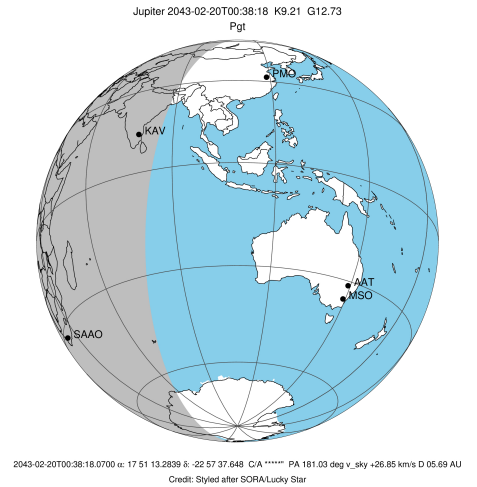 Jupiter 2043-02-20T00:38:18 K9.21 G12.73
Pgt
PMO
KAV
AAT
MSO
SAAO
2043-02-20T00:38:18.0700 α: 17 51 13.2839 δ: -22 57 37.648 C/A *****" PA 181.03 deg v_sky +26.85 km/s D 05.69 AU
Credit: Styled after SORA/Lucky Star